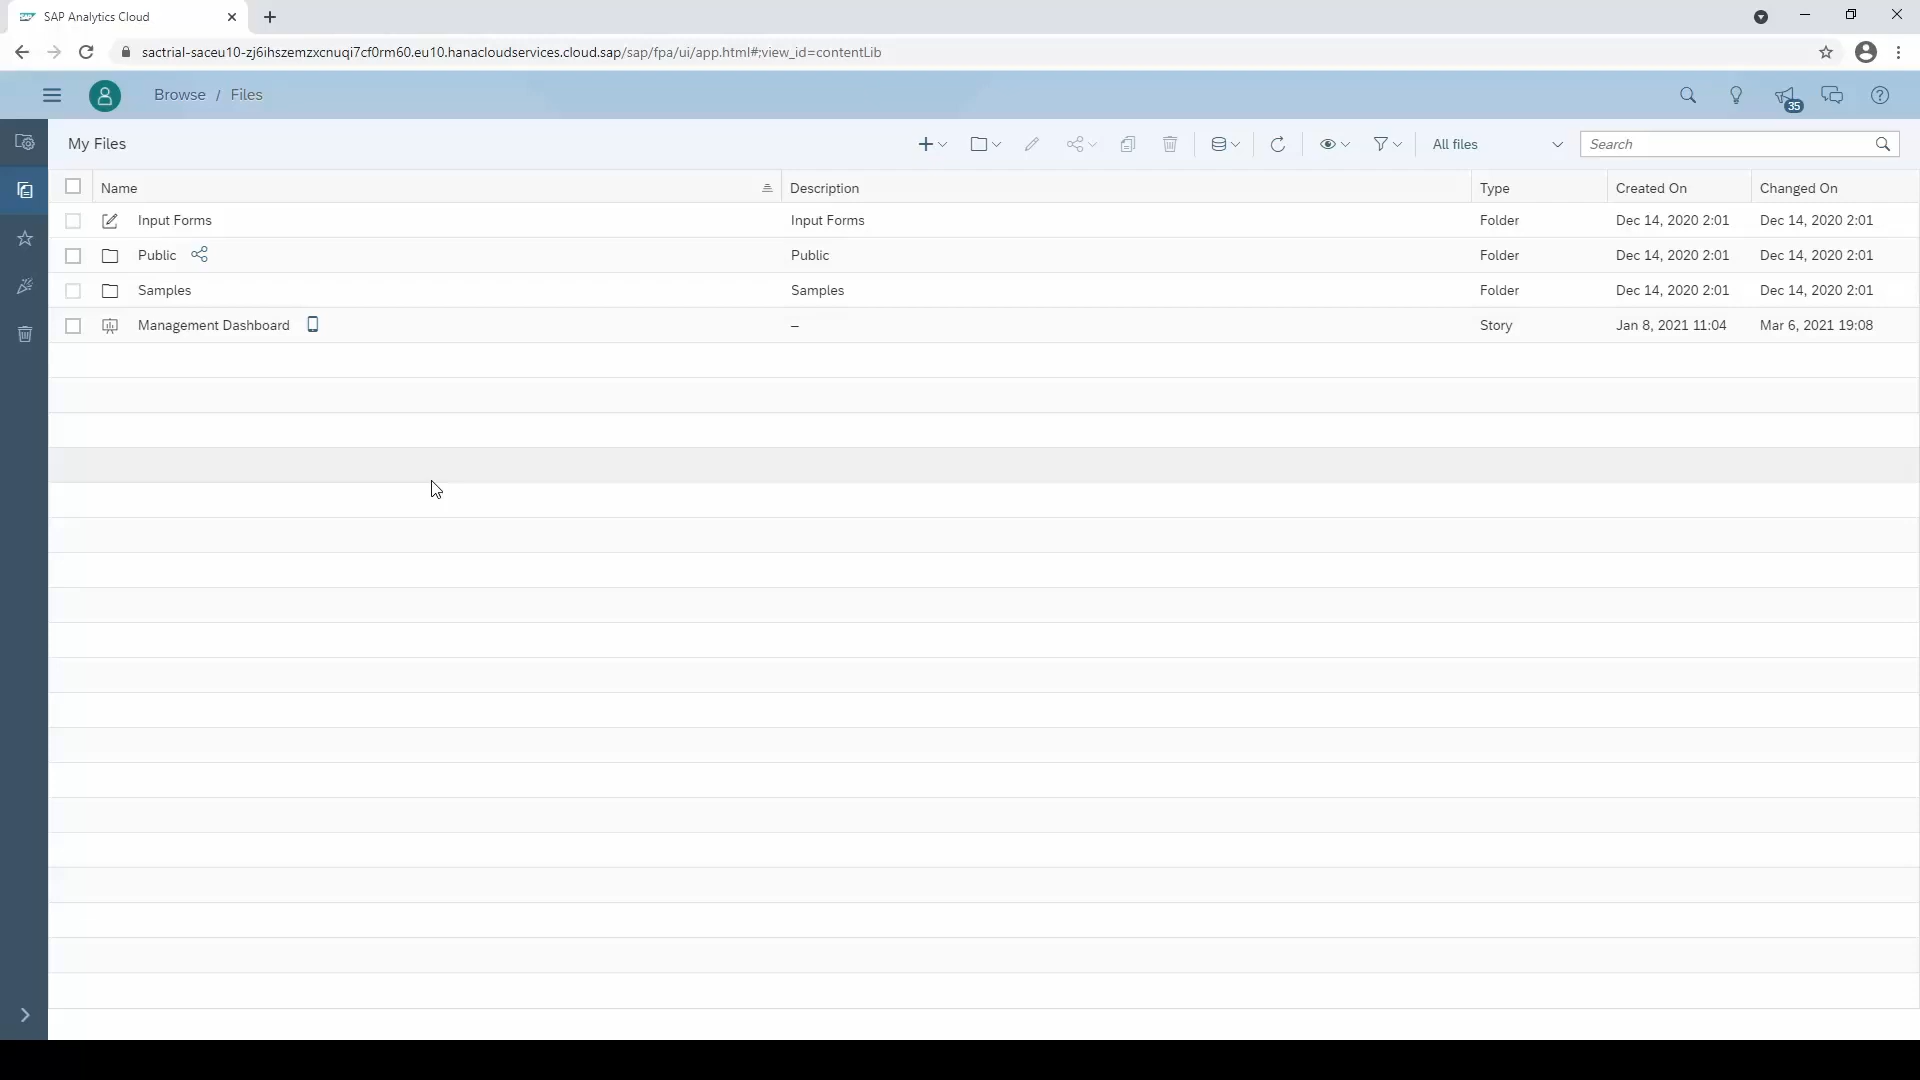 SAP Analytics Cloud
sactrial-saceu10-zj6ihszemzxcnuqi7cf0rm60.eu10.hanacloudservices.cloud.sap/sap/fpa/ui/app.html#;view_id=contentLib
Browse / Files
35
My Files
All files
Search
Name Description Type Created On Changed On
Input Forms Input Forms Folder Dec 14, 2020 2:01 Dec 14, 2020 2:01
Public Public Folder Dec 14, 2020 2:01 Dec 14, 2020 2:01
Samples Samples Folder Dec 14, 2020 2:01 Dec 14, 2020 2:01
Management Dashboard – Story Jan 8, 2021 11:04 Mar 6, 2021 19:08